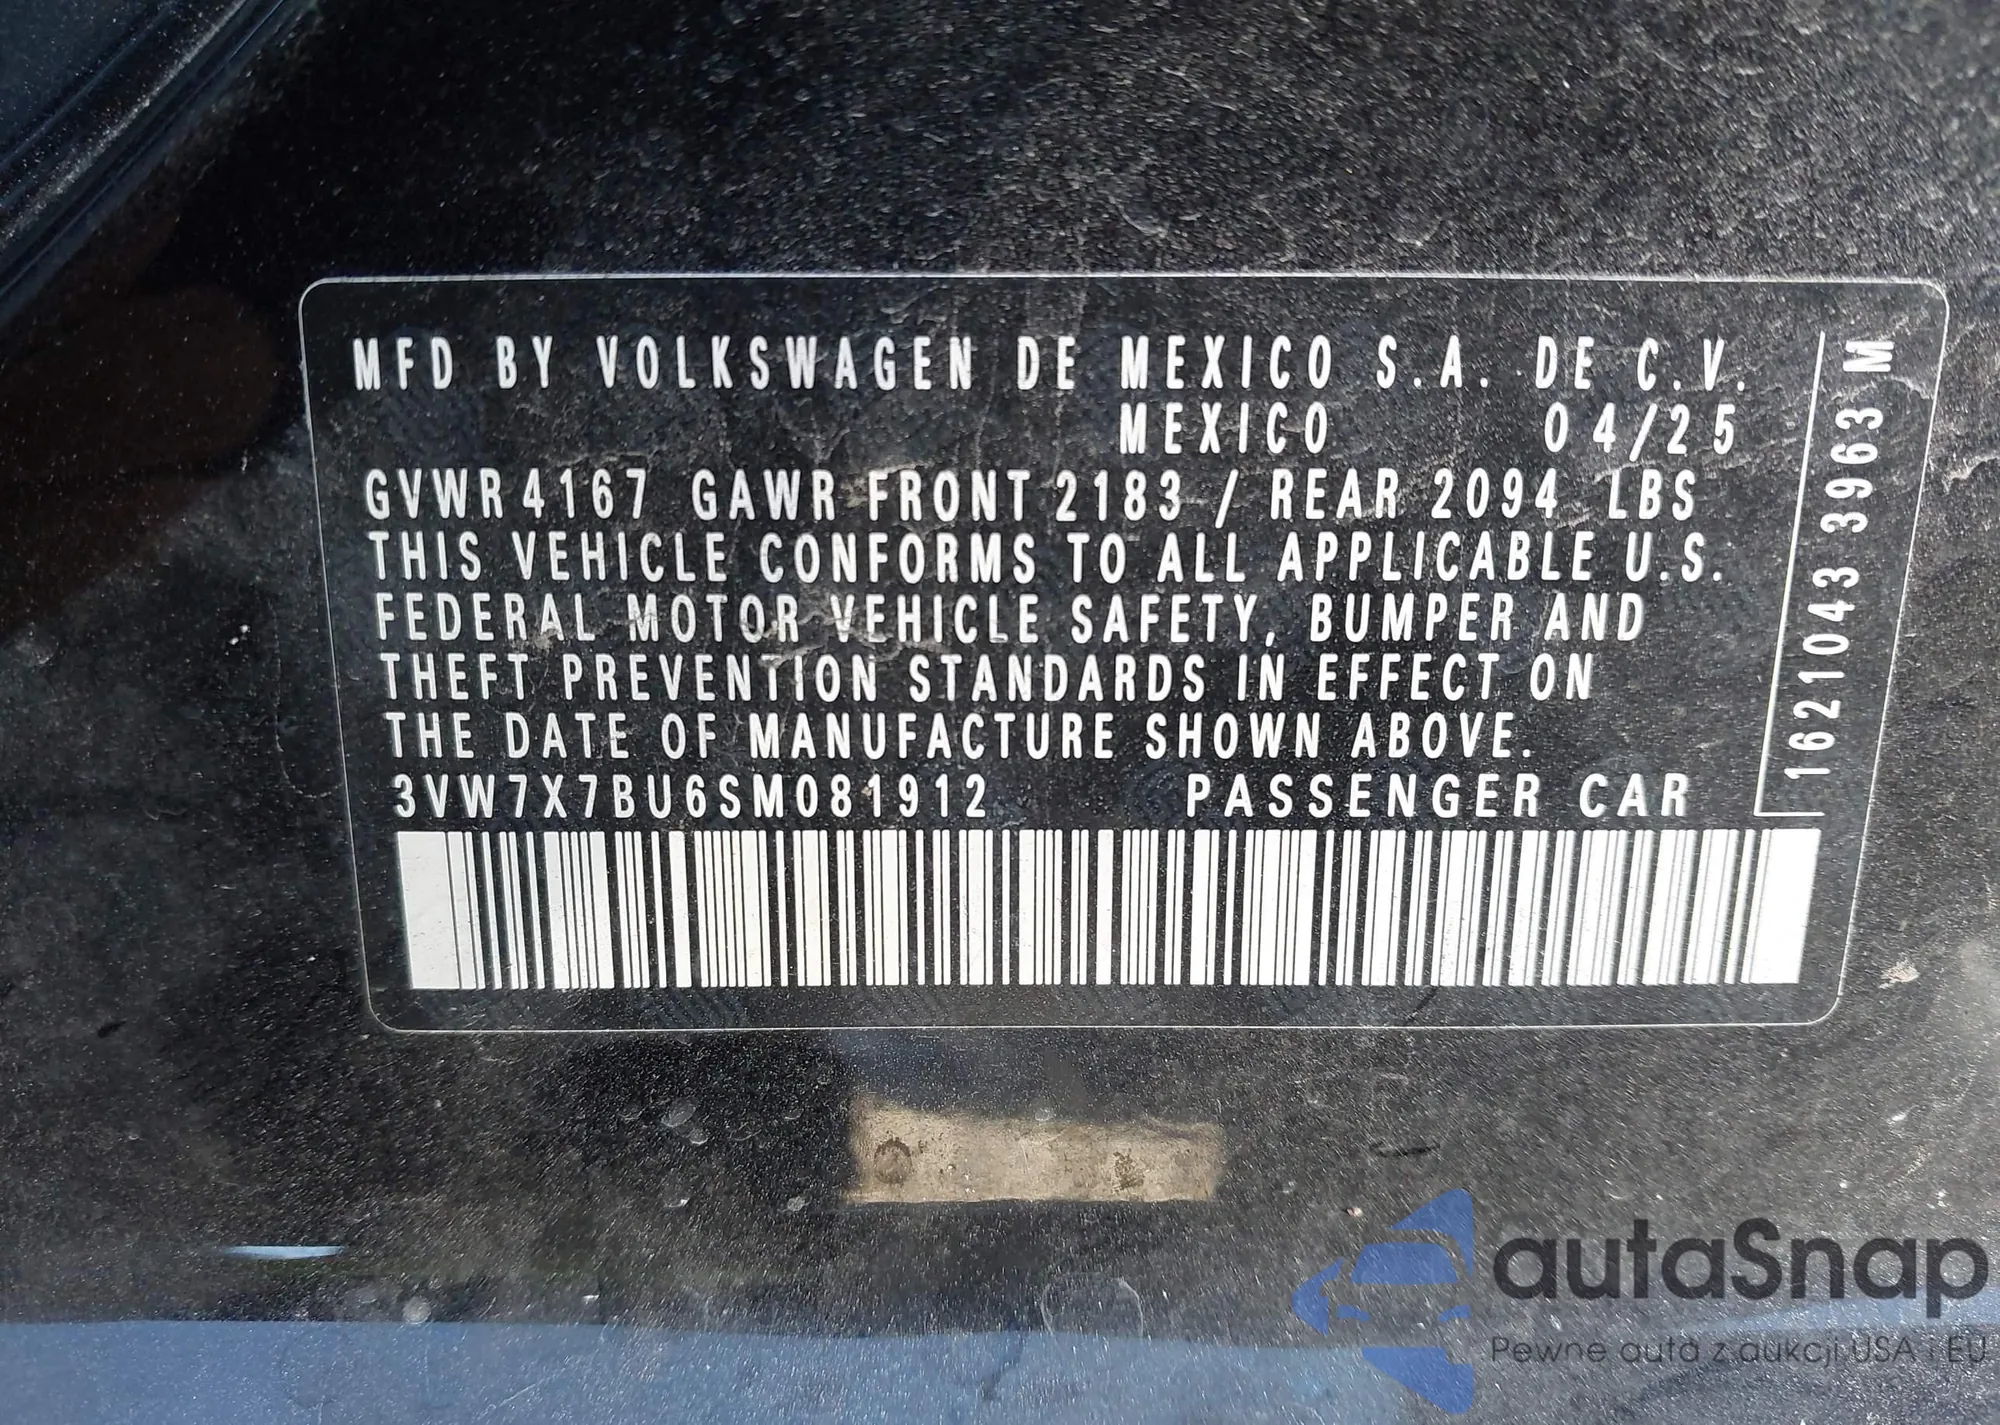 MFD BY VOLKSWAGEN DE MEXICO S.A. DE C.V.
MEXICO 04/25
GVWR 4167 GAWR FRONT 2183 / REAR 2094 LBS
THIS VEHICLE CONFORMS TO ALL APPLICABLE U.S.
FEDERAL MOTOR VEHICLE SAFETY, BUMPER AND
THEFT PREVENTION STANDARDS IN EFFECT ON
THE DATE OF MANUFACTURE SHOWN ABOVE.
3VW7X7BU6SM081912 PASSENGER CAR
1621043 3963 M
autaSnap
Pewne auta z aukcji USA i EU